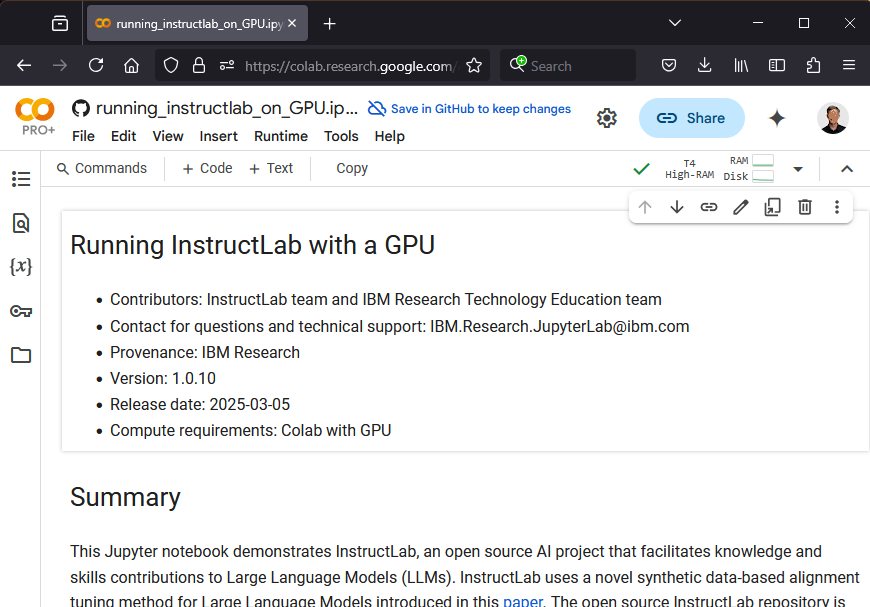 running_instructlab_on_GPU.ipy
https://colab.research.google.com/
Search
PRO+
running_instructlab_on_GPU.ip...
Save in GitHub to keep changes
Share
File Edit View Insert Runtime Tools Help
Commands + Code + Text Copy
T4
High-RAM
RAM
Disk
{x}
Running InstructLab with a GPU
• Contributors: InstructLab team and IBM Research Technology Education team
• Contact for questions and technical support: IBM.Research.JupyterLab@ibm.com
• Provenance: IBM Research
• Version: 1.0.10
• Release date: 2025-03-05
• Compute requirements: Colab with GPU
Summary
This Jupyter notebook demonstrates InstructLab, an open source AI project that facilitates knowledge and
skills contributions to Large Language Models (LLMs). InstructLab uses a novel synthetic data-based alignment
tuning method for Large Language Models introduced in this paper. The open source InstructLab repository is